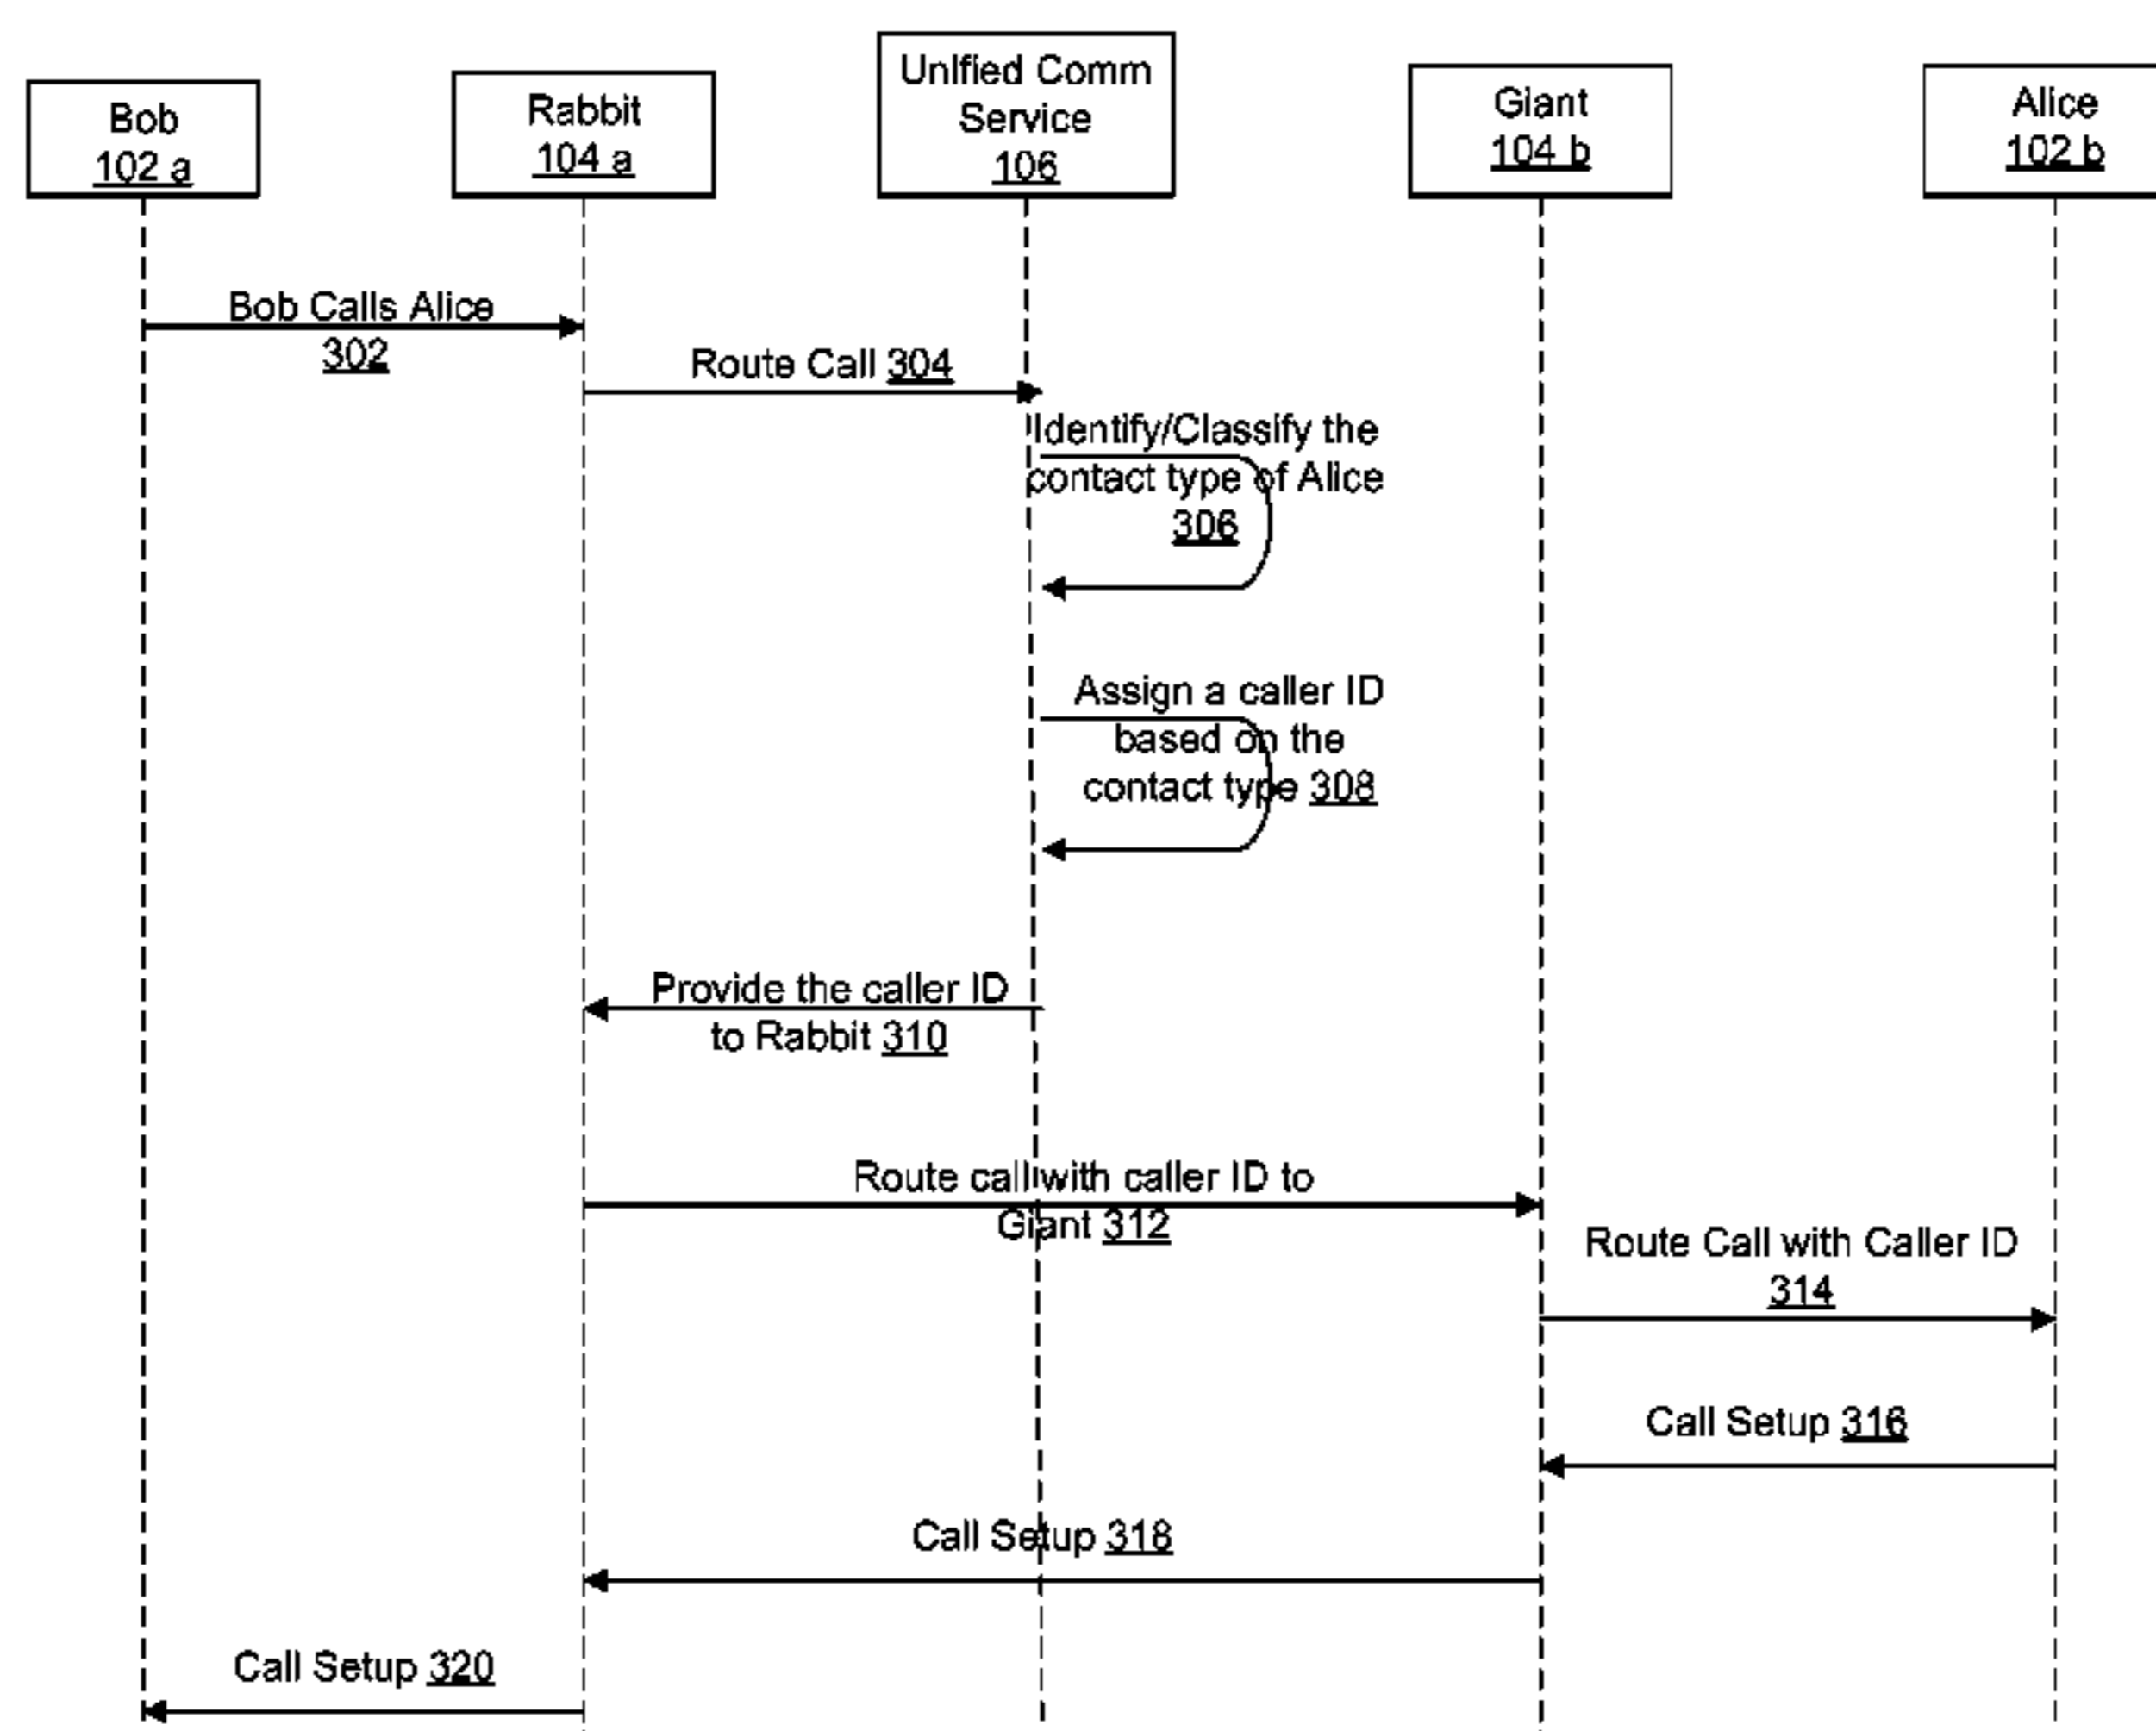 Bob
102 a
Rabbit
104 a
Unified Comm
Service
106
Giant
104 b
Alice
102 b
Bob Calls Alice
302
Route Call 304
Identify/Classify the
contact type of Alice
306
Assign a caller ID
based on the
contact type 308
Provide the caller ID
to Rabbit 310
Route call with caller ID to
Giant 312
Route Call with Caller ID
314
Call Setup 316
Call Setup 318
Call Setup 320